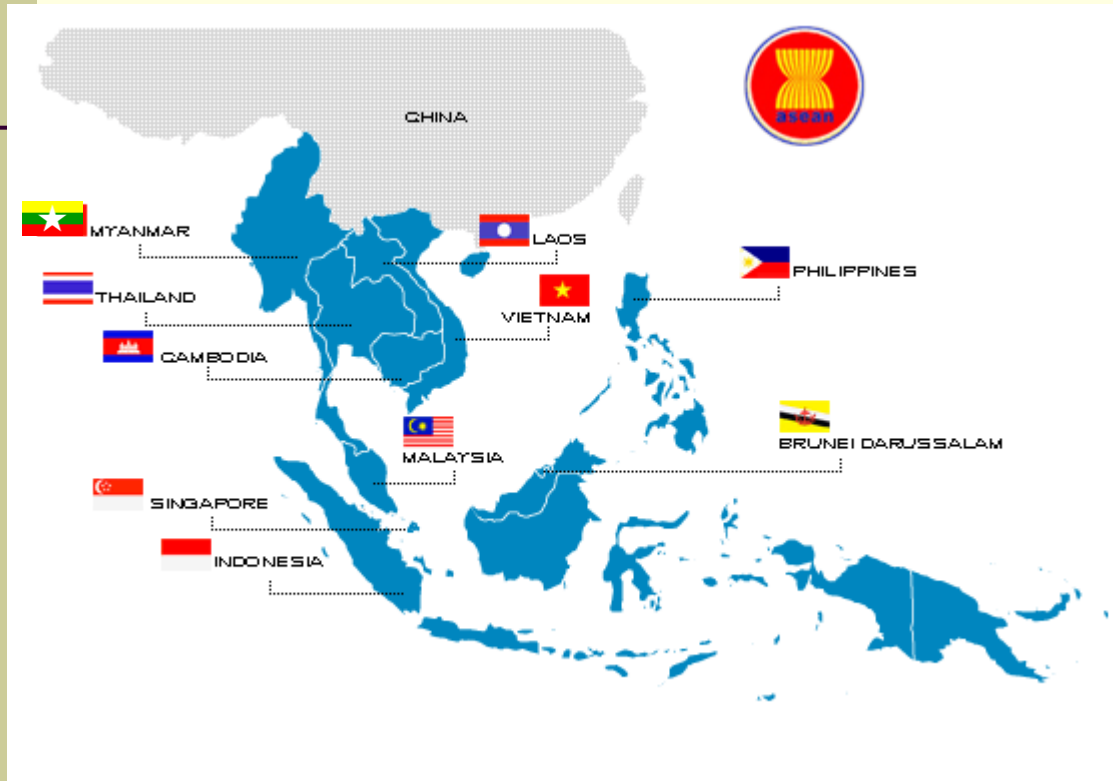 CHINA
asean
MYANMAR
LAOS
PHILIPPINES
THAILAND
VIETNAM
CAMBODIA
BRUNEI DARUSSALAM
MALAYSIA
SINGAPORE
INDONESIA